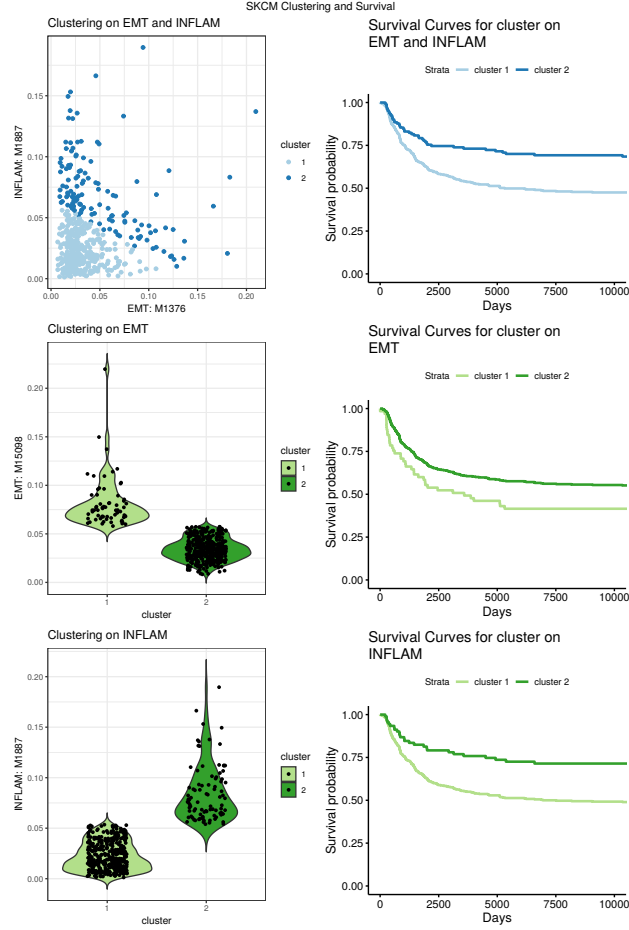 SKCM Clustering and Survival
Clustering on EMT and INFLAM
INFLAM: M1887
0.15
0.10
0.05
0.00
0.00
0.05
0.10
0.15
0.20
EMT: M1376
cluster
1
2
Survival Curves for cluster on
EMT and INFLAM
Strata cluster 1 cluster 2
Survival probability
1.00
0.75
0.50
0.25
0.00
0
2500
5000
7500
10000
Days
Clustering on EMT
EMT: M15098
0.20
0.15
0.10
0.05
0.00
1
2
cluster
cluster
1
2
Survival Curves for cluster on
EMT
Strata cluster 1 cluster 2
Survival probability
1.00
0.75
0.50
0.25
0.00
0
2500
5000
7500
10000
Days
Clustering on INFLAM
INFLAM: M1887
0.20
0.15
0.10
0.05
0.00
1
2
cluster
cluster
1
2
Survival Curves for cluster on
INFLAM
Strata cluster 1 cluster 2
Survival probability
1.00
0.75
0.50
0.25
0.00
0
2500
5000
7500
10000
Days